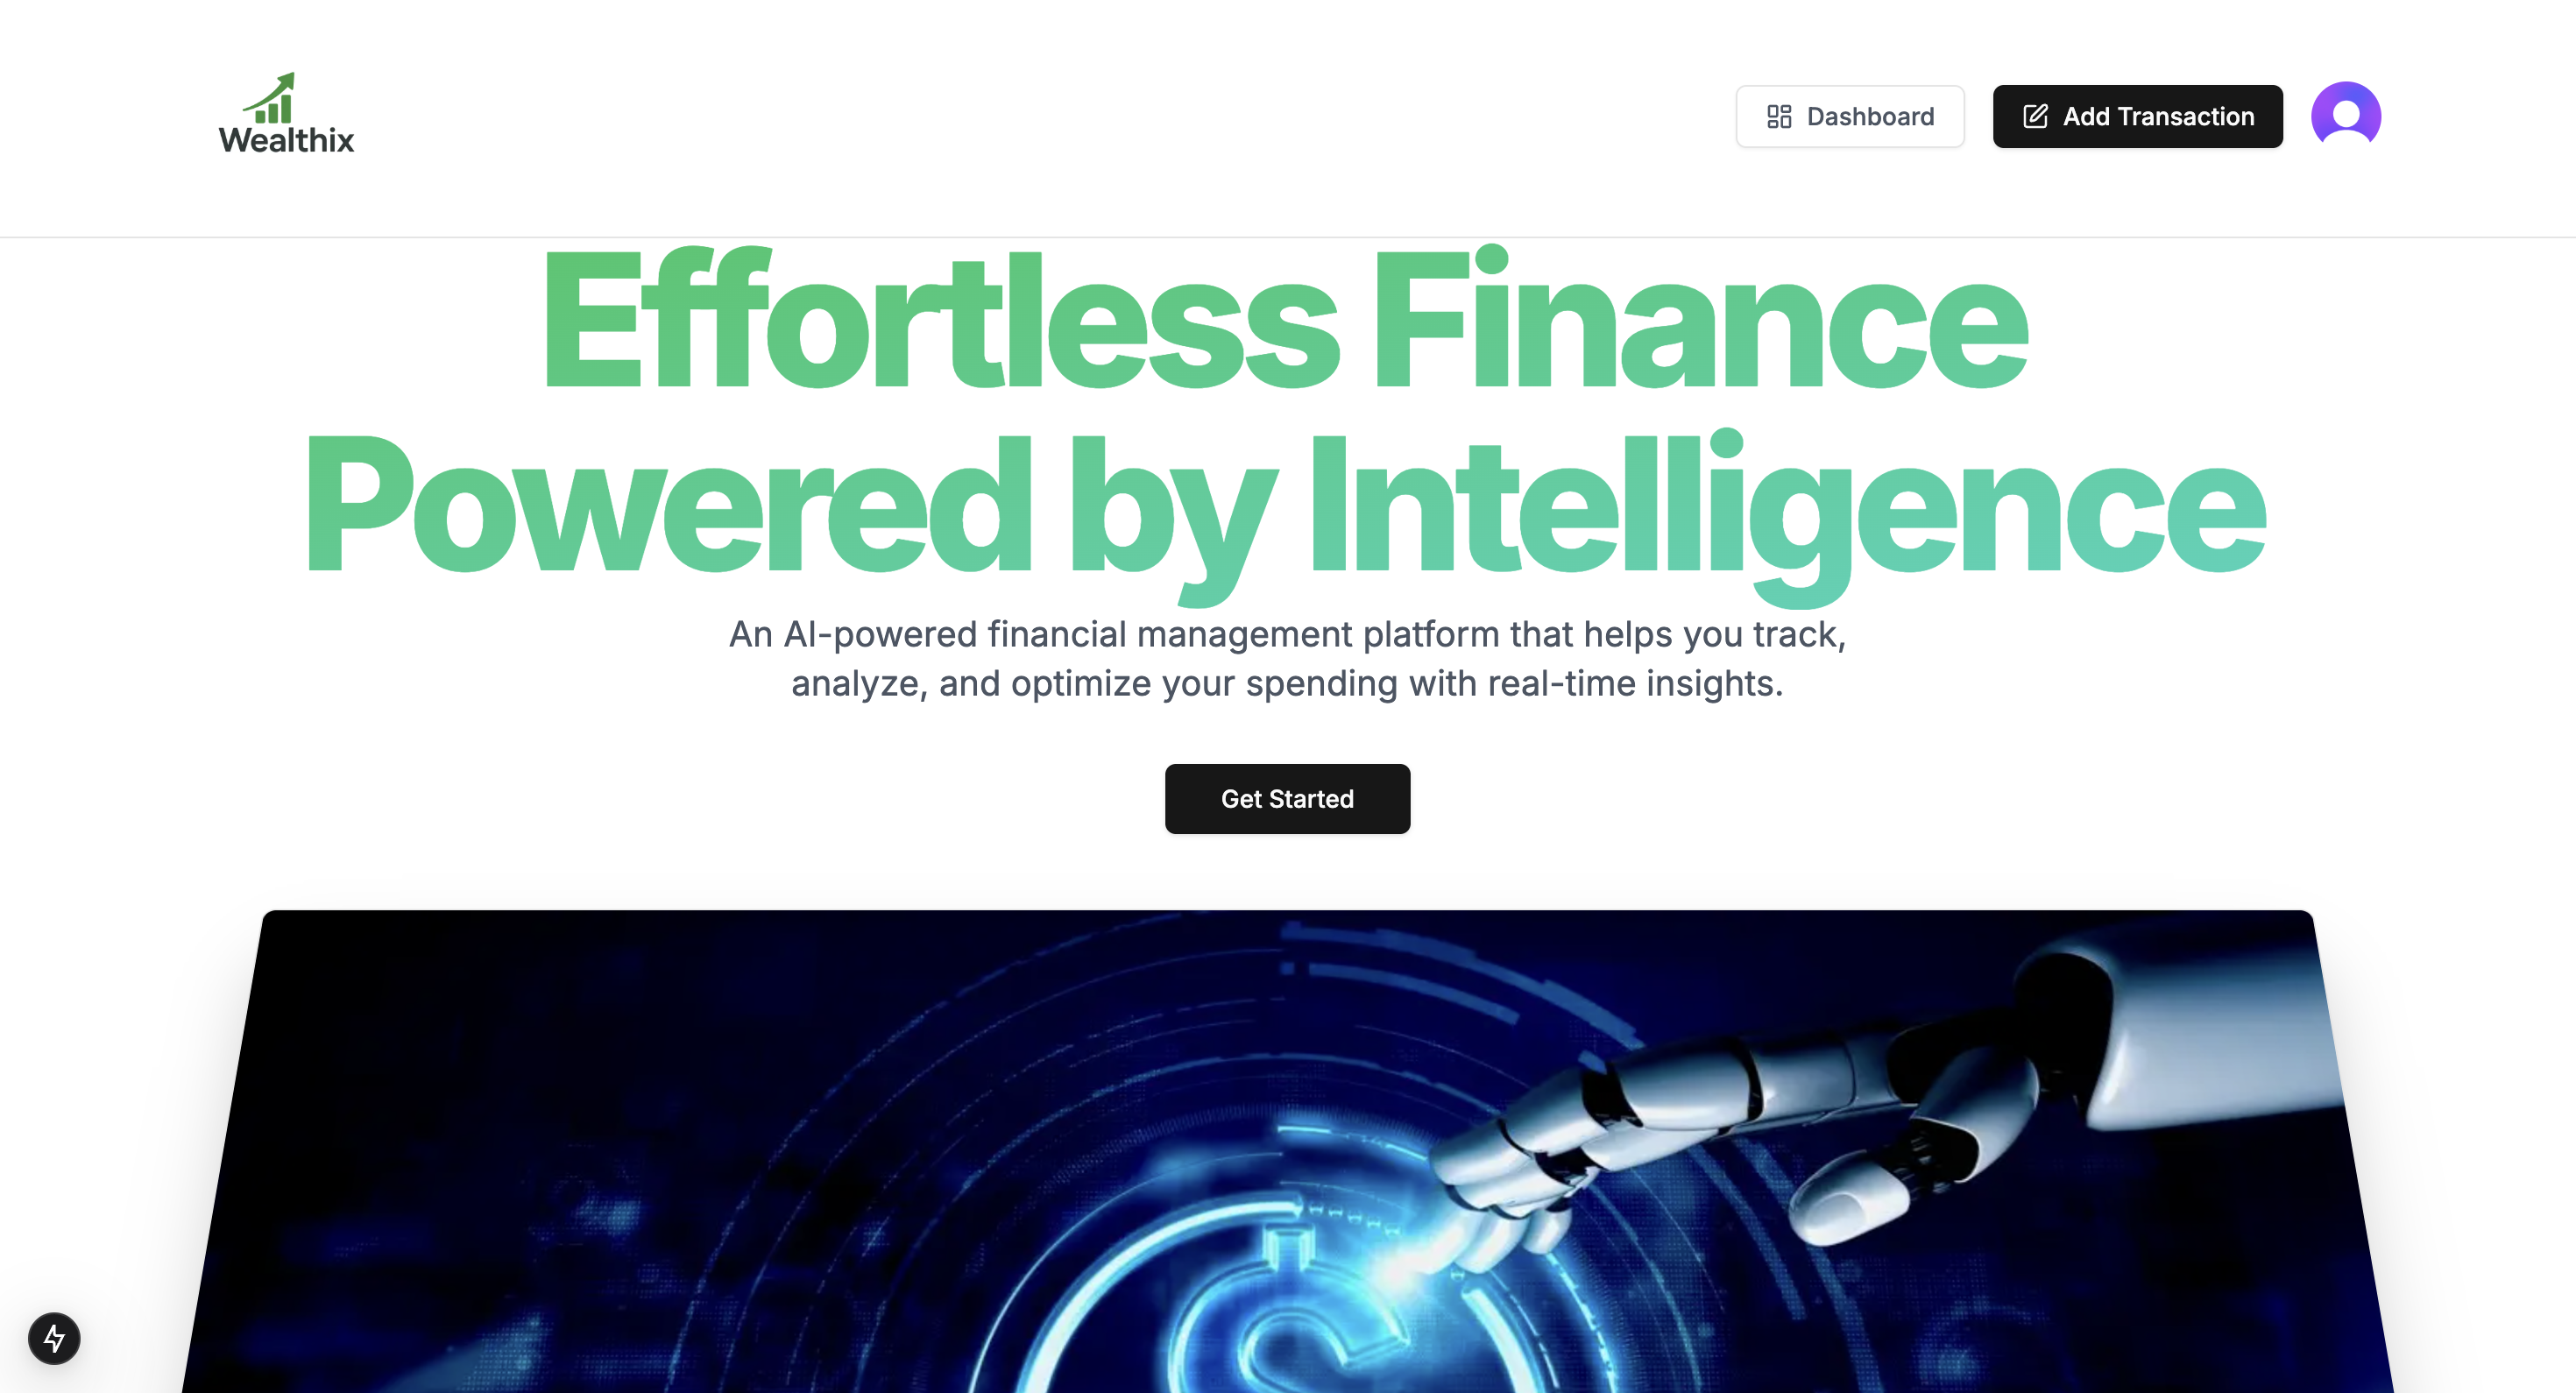 Wealthix
Dashboard
Add Transaction
Effortless Finance
Powered by Intelligence
An AI-powered financial management platform that helps you track,
analyze, and optimize your spending with real-time insights.
Get Started